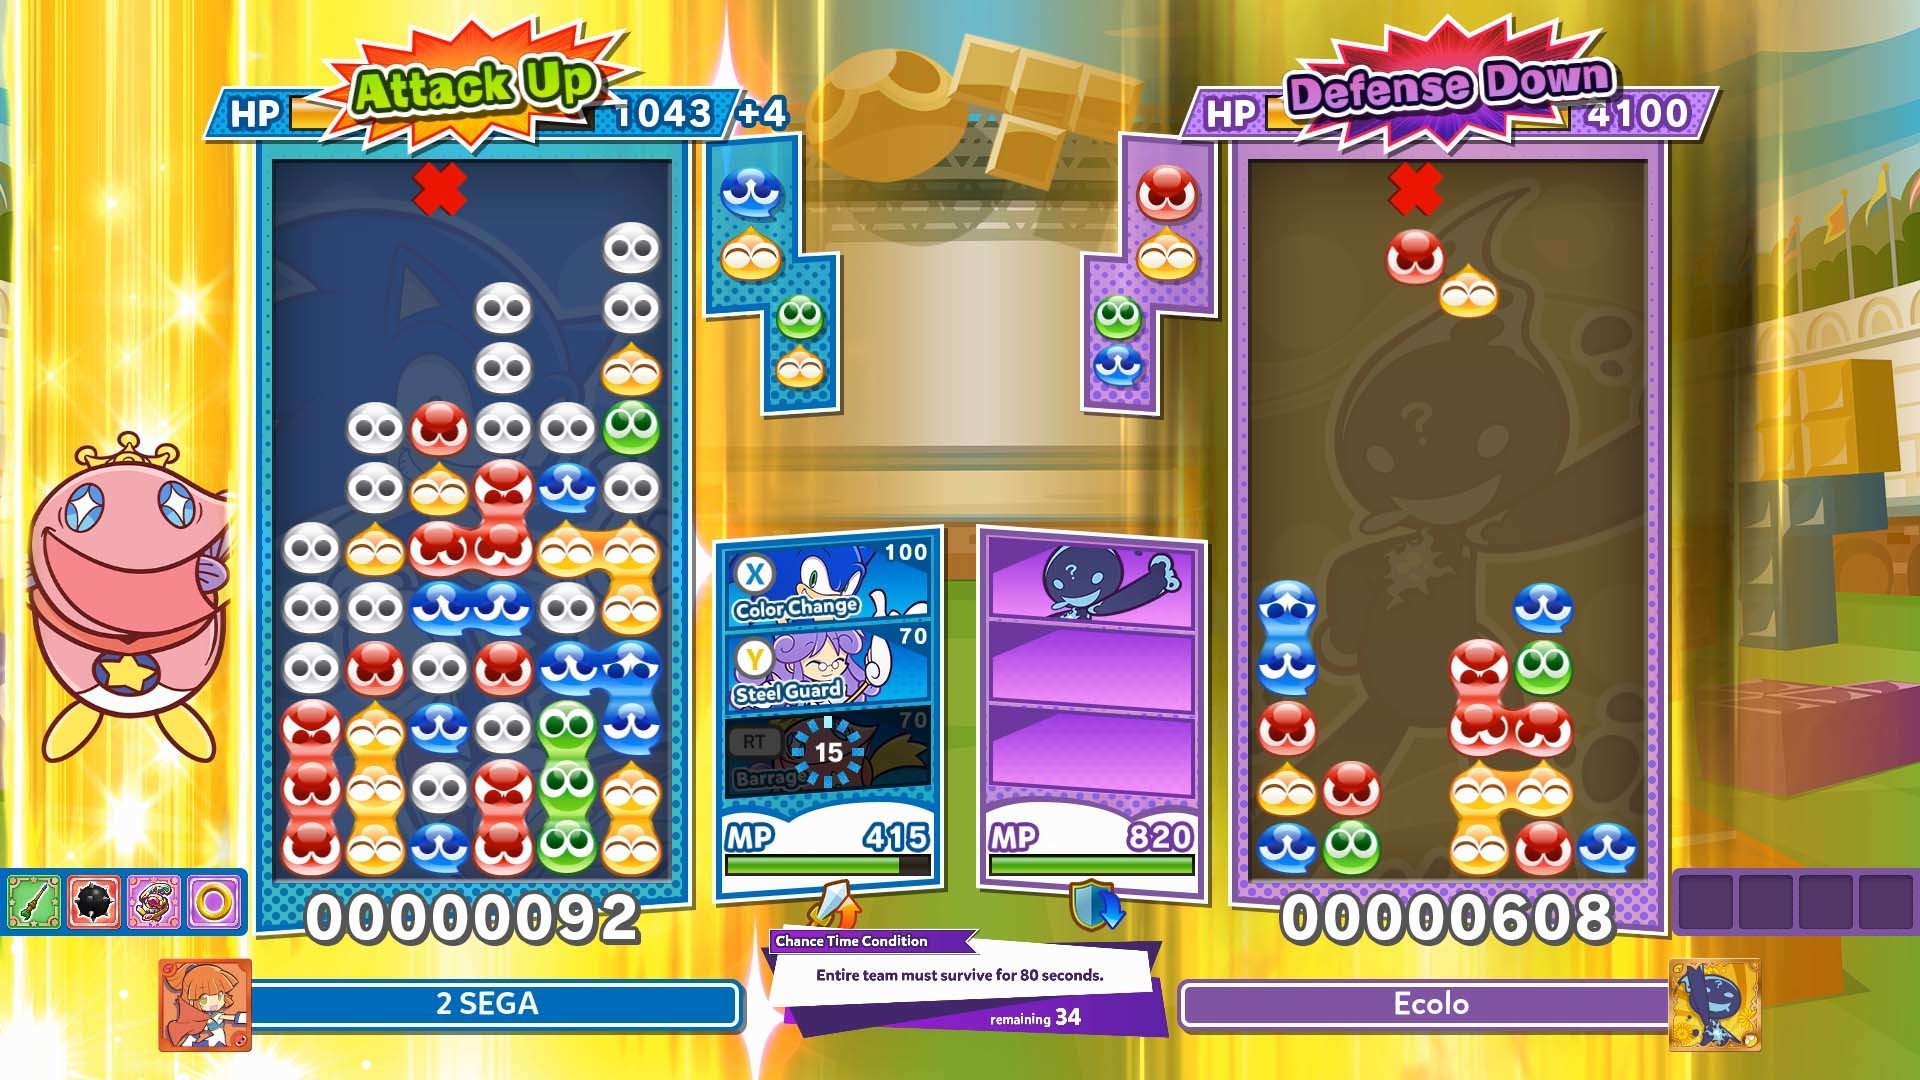 Attack Up
HP
1043
+4
Defense Down
HP
4100
X
100
Color Change
Y
70
Steel Guard
RT
70
15
Barrage
MP
415
MP
820
00000092
00000608
Chance Time Condition
Entire team must survive for 80 seconds.
remaining 34
2 SEGA
Ecolo